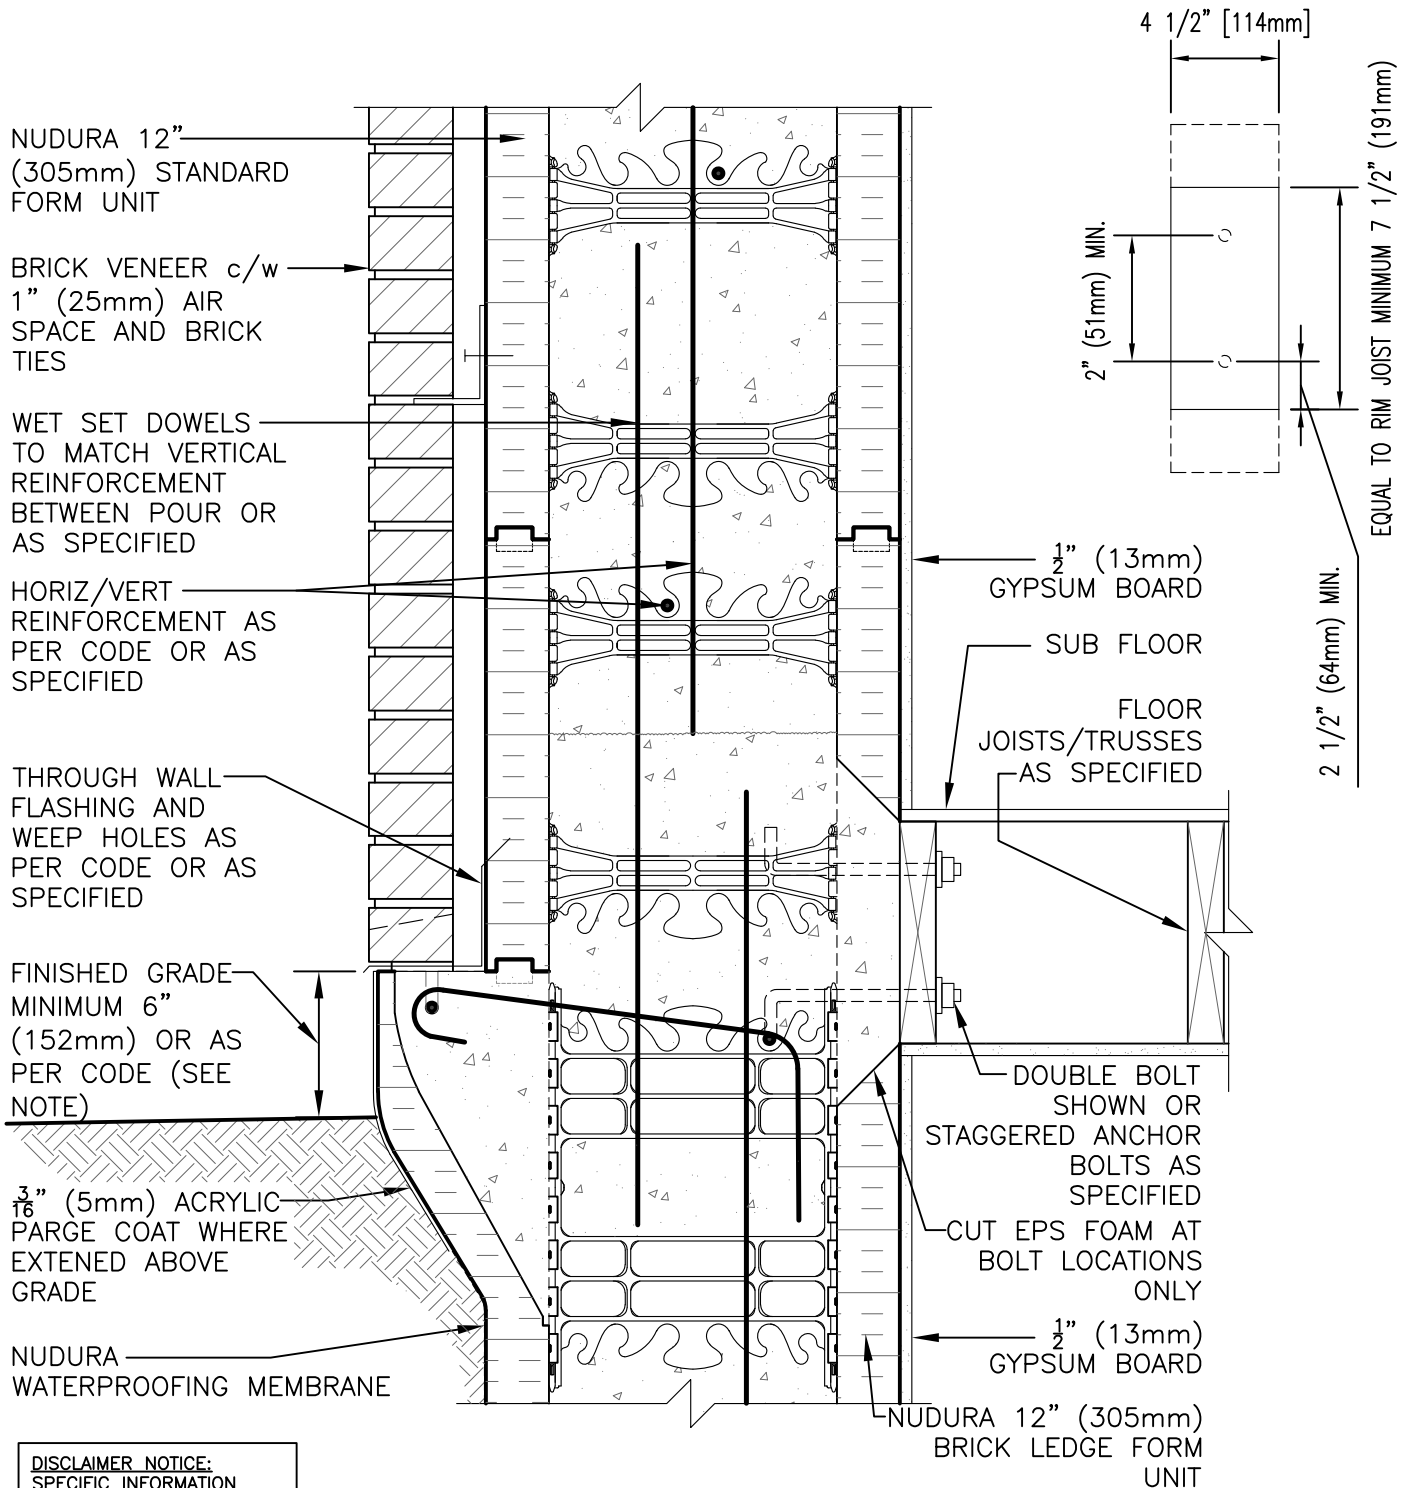 NUDURA 12"
(305mm) STANDARD
FORM UNIT
BRICK VENEER c/w
1" (25mm) AIR
SPACE AND BRICK
TIES
WET SET DOWELS
TO MATCH VERTICAL
REINFORCEMENT
BETWEEN POUR OR
AS SPECIFIED
HORIZ/VERT
REINFORCEMENT AS
PER CODE OR AS
SPECIFIED
THROUGH WALL
FLASHING AND
WEEP HOLES AS
PER CODE OR AS
SPECIFIED
FINISHED GRADE
MINIMUM 6"
(152mm) OR AS
PER CODE (SEE
NOTE)
3/16" (5mm) ACRYLIC
PARGE COAT WHERE
EXTENED ABOVE
GRADE
NUDURA
WATERPROOFING MEMBRANE
DISCLAIMER NOTICE:
SPECIFIC INFORMATION
4 1/2" [114mm]
2" (51mm) MIN.
EQUAL TO RIM JOIST MINIMUM 7 1/2" (191mm)
2 1/2" (64mm) MIN.
1/2" (13mm)
GYPSUM BOARD
SUB FLOOR
FLOOR
JOISTS/TRUSSES
AS SPECIFIED
DOUBLE BOLT
SHOWN OR
STAGGERED ANCHOR
BOLTS AS
SPECIFIED
CUT EPS FOAM AT
BOLT LOCATIONS
ONLY
1/2" (13mm)
GYPSUM BOARD
NUDURA 12" (305mm)
BRICK LEDGE FORM
UNIT